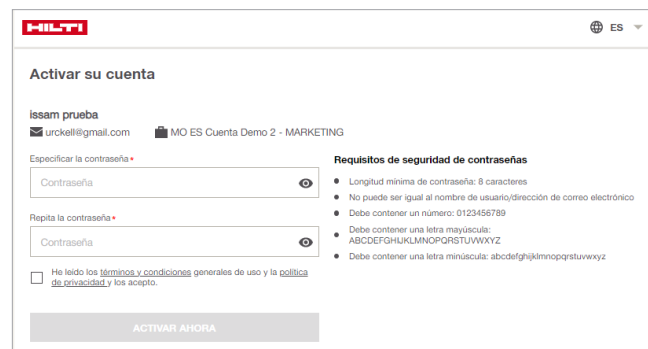 HILTI
ES
Activar su cuenta
issam prueba
urckell@gmail.com
MO ES Cuenta Demo 2 - MARKETING
Especificar la contraseña *
Contraseña
Repita la contraseña *
Contraseña
He leído los términos y condiciones generales de uso y la política
de privacidad y los acepto.
ACTIVAR AHORA
Requisitos de seguridad de contraseñas
Longitud mínima de contraseña: 8 caracteres
No puede ser igual al nombre de usuario/dirección de correo electrónico
Debe contener un número: 0123456789
Debe contener una letra mayúscula:
ABCDEFGHIJKLMNOPQRSTUVWXYZ
Debe contener una letra minúscula: abcdefghijklmnopqrstuvwxyz